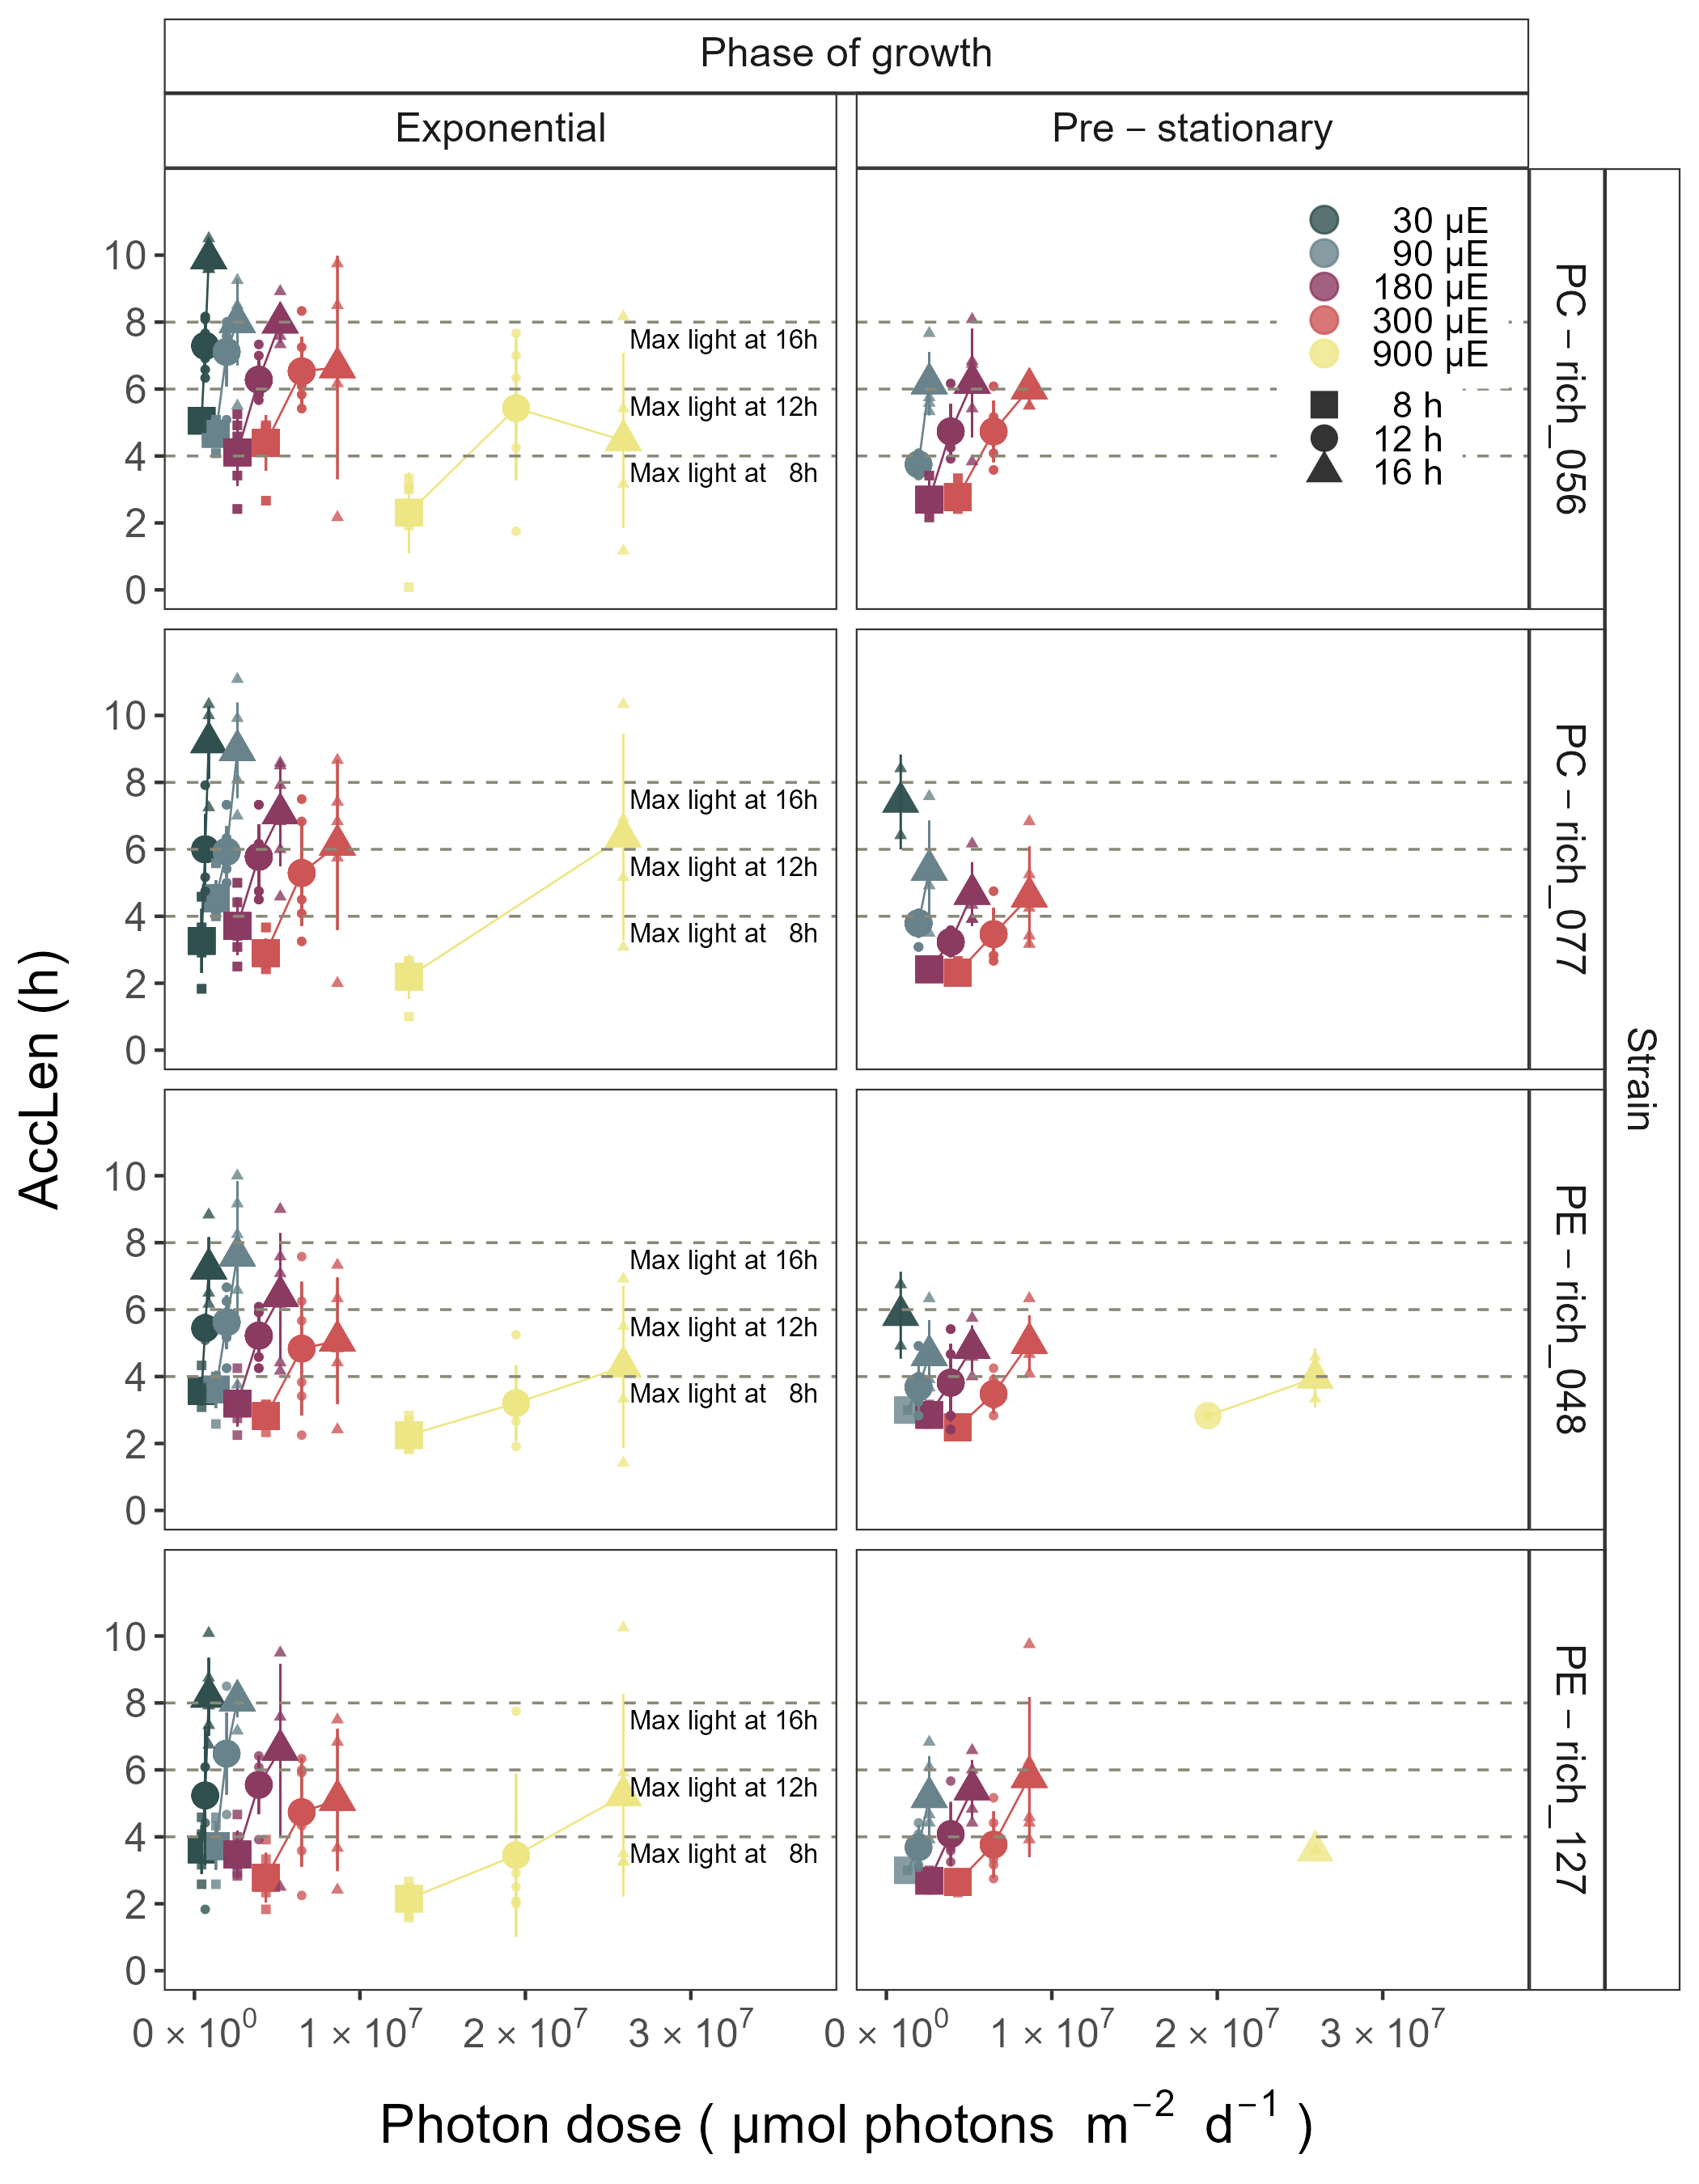 Phase of growth
Exponential
Pre − stationary
10
8
6
4
2
0
Max light at 16h
Max light at 12h
Max light at 8h
30 µE
90 µE
180 µE
300 µE
900 µE
8 h
12 h
16 h
PC − rich_056
10
8
6
4
2
0
Max light at 16h
Max light at 12h
Max light at 8h
PC − rich_077
10
8
6
4
2
0
Max light at 16h
Max light at 12h
Max light at 8h
PE − rich_048
10
8
6
4
2
0
Max light at 16h
Max light at 12h
Max light at 8h
PE − rich_127
Strain
AccLen (h)
0 × 10⁰ 1 × 10⁷ 2 × 10⁷ 3 × 10⁷
0 × 10⁰ 1 × 10⁷ 2 × 10⁷ 3 × 10⁷
Photon dose ( µmol photons m⁻² d⁻¹ )